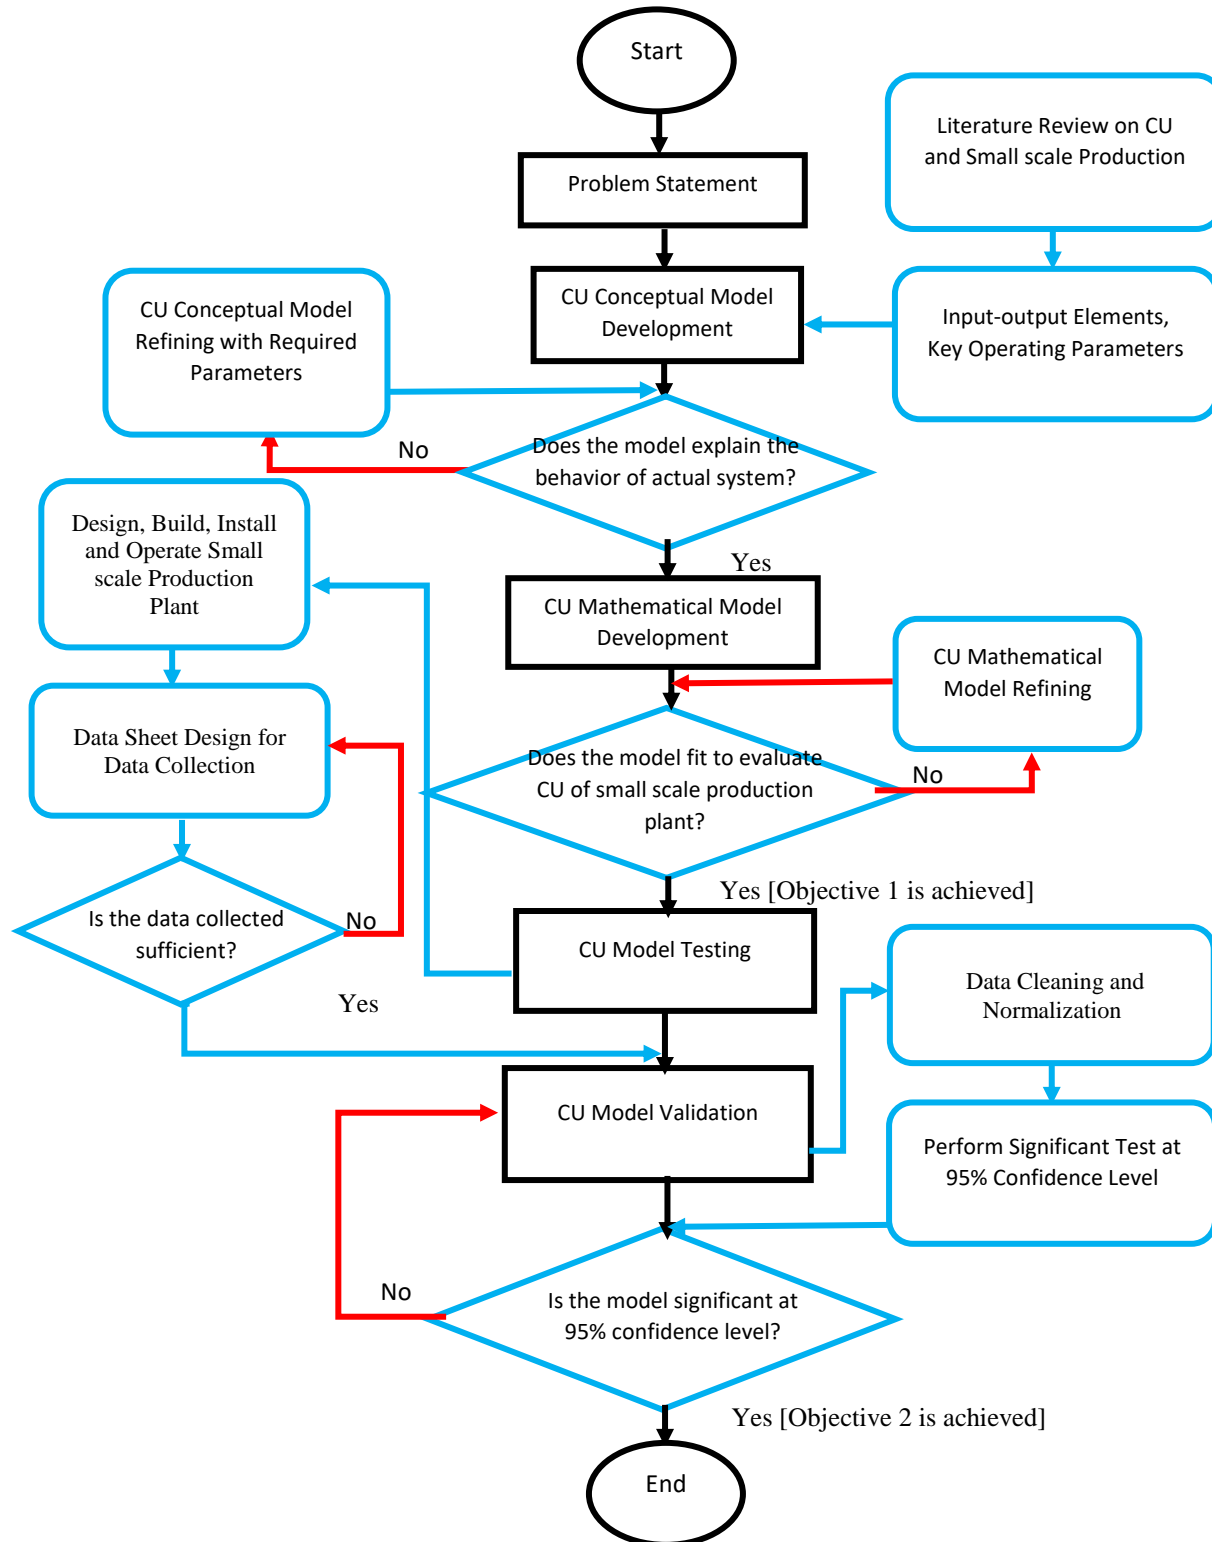 Start
Literature Review on CU
and Small scale Production
Problem Statement
CU Conceptual Model
Development
Input-output Elements,
Key Operating Parameters
CU Conceptual Model
Refining with Required
Parameters
No
Does the model explain the
behavior of actual system?
Yes
Design, Build, Install
and Operate Small
scale Production
Plant
CU Mathematical Model
Development
CU Mathematical
Model Refining
Data Sheet Design for
Data Collection
Does the model fit to evaluate
CU of small scale production
plant?
No
Yes [Objective 1 is achieved]
Is the data collected
sufficient?
No
Yes
CU Model Testing
Data Cleaning and
Normalization
CU Model Validation
Perform Significant Test at
95% Confidence Level
No
Is the model significant at
95% confidence level?
Yes [Objective 2 is achieved]
End